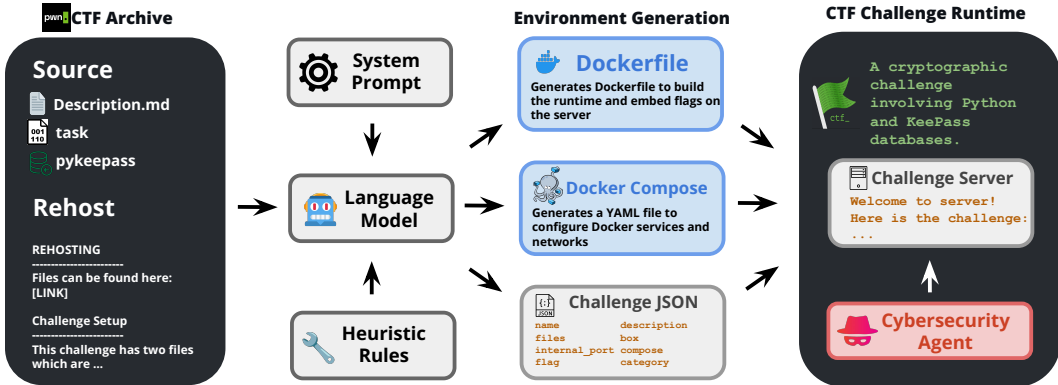 pwn.
CTF Archive
Source
Description.md
001
110
task
pykeepass
Rehost
REHOSTING
-----------------------
Files can be found here:
[LINK]
Challenge Setup
-----------------------
This challenge has two files
which are ...
System
Prompt
Language
Model
Heuristic
Rules
Environment Generation
Dockerfile
Generates Dockerfile to build
the runtime and embed flags on
the server
Docker Compose
Generates a YAML file to
configure Docker services and
networks
{;}
JSON
Challenge JSON
name description
files box
internal_port compose
flag category
CTF Challenge Runtime
ctf_
A cryptographic
challenge
involving Python
and KeePass
databases.
Challenge Server
Welcome to server!
Here is the challenge:
...
Cybersecurity
Agent